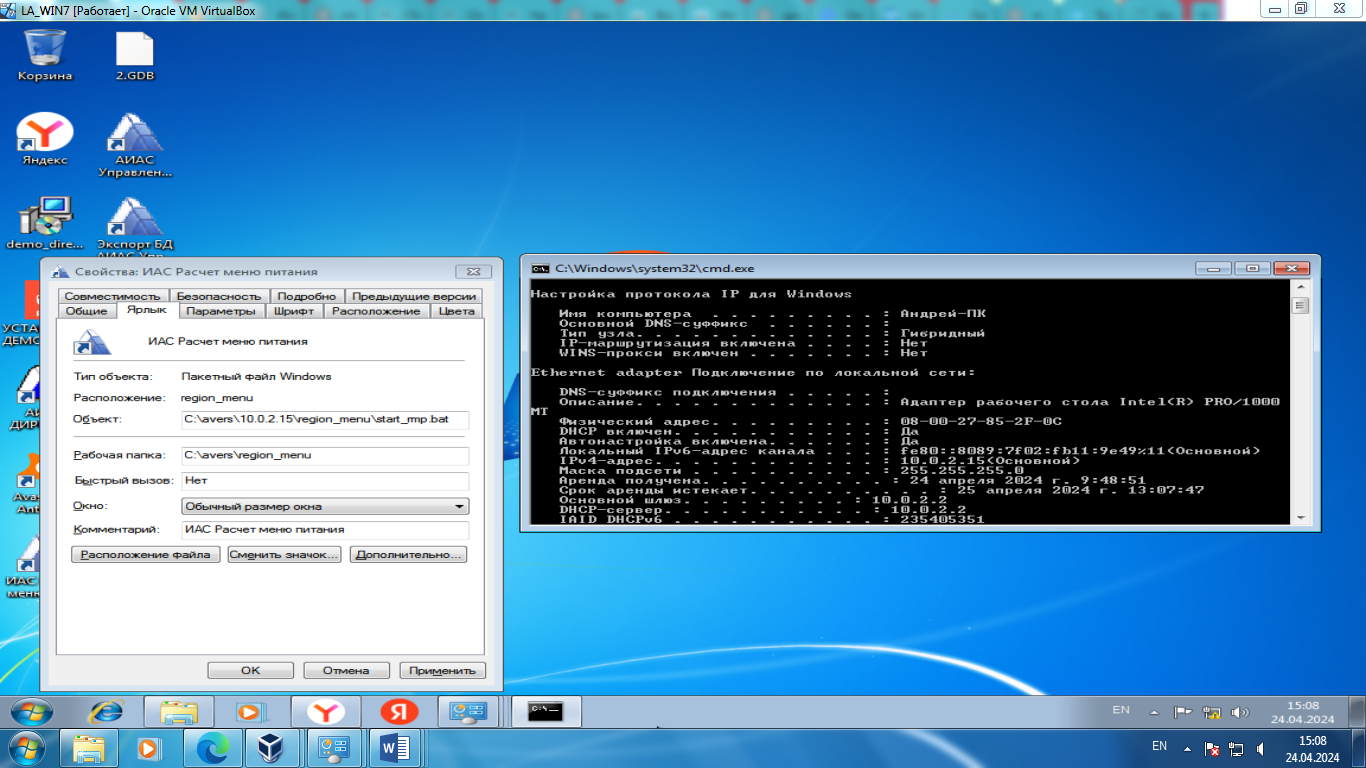 LA_WIN7 [Работает] - Oracle VM VirtualBox
Корзина
2.GDB
Яндекс
АИАС
Управлен...
demo_dire...
Экспорт БД
Свойства: ИАС Расчет меню питания
Совместимость
Безопасность
Подробно
Предыдущие версии
Общие
Ярлык
Параметры
Шрифт
Расположение
Цвета
ИАС Расчет меню питания
Тип объекта: Пакетный файл Windows
Расположение: region_menu
Объект: C:\avers\10.0.2.15\region_menu\start_rmp.bat
Рабочая папка: C:\avers\region_menu
Быстрый вызов: Нет
Окно: Обычный размер окна
Комментарий: ИАС Расчет меню питания
Расположение файла
Сменить значок...
Дополнительно...
OK
Отмена
Применить
C:\Windows\system32\cmd.exe
Настройка протокола IP для Windows
Имя компьютера . . . . . . . . . : Андрей-ПК
Основной DNS-суффикс . . . . . . :
Тип узла. . . . . . . . . . . . . : Гибридный
IP-маршрутизация включена . . . . : Нет
WINS-прокси включен . . . . . . . : Нет
Ethernet adapter Подключение по локальной сети:
DNS-суффикс подключения . . . . . :
Описание. . . . . . . . . . . . . : Адаптер рабочего стола Intel(R) PRO/1000
MT
Физический адрес. . . . . . . . . : 08-00-27-85-2F-0C
DHCP включен. . . . . . . . . . . : Да
Автонастройка включена. . . . . . : Да
Локальный IPv6-адрес канала . . . : fe80::8089:7f02:fb11:9e49%11(Основной)
IPv4-адрес. . . . . . . . . . . . : 10.0.2.15(Основной)
Маска подсети . . . . . . . . . . : 255.255.255.0
Аренда получена. . . . . . . . . . : 24 апреля 2024 г. 9:48:51
Срок аренды истекает. . . . . . . . . . : 25 апреля 2024 г. 13:07:47
Основной шлюз. . . . . . . . . : 10.0.2.2
DHCP-сервер. . . . . . . . . . . : 10.0.2.2
IAID DHCPv6 . . . . . . . . . . . : 235405351
EN
15:08
24.04.2024
EN
15:08
24.04.2024